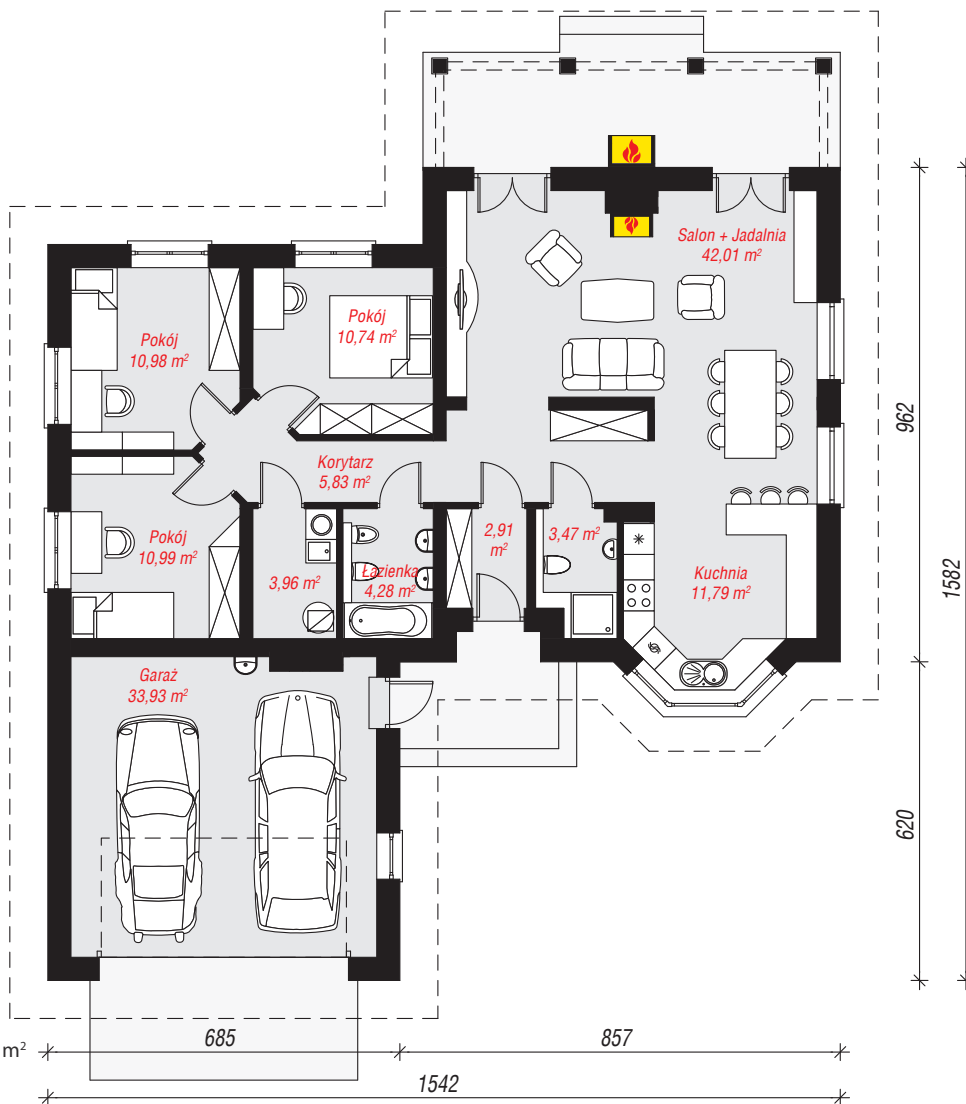 Salon + Jadalnia
42,01 m²
Pokój
10,98 m²
Pokój
10,74 m²
Korytarz
5,83 m²
Pokój
10,99 m²
3,96 m²
Łazienka
4,28 m²
2,91
m²
3,47 m²
Kuchnia
11,79 m²
Garaż
33,93 m²
962
1582
620
m²
685
857
1542